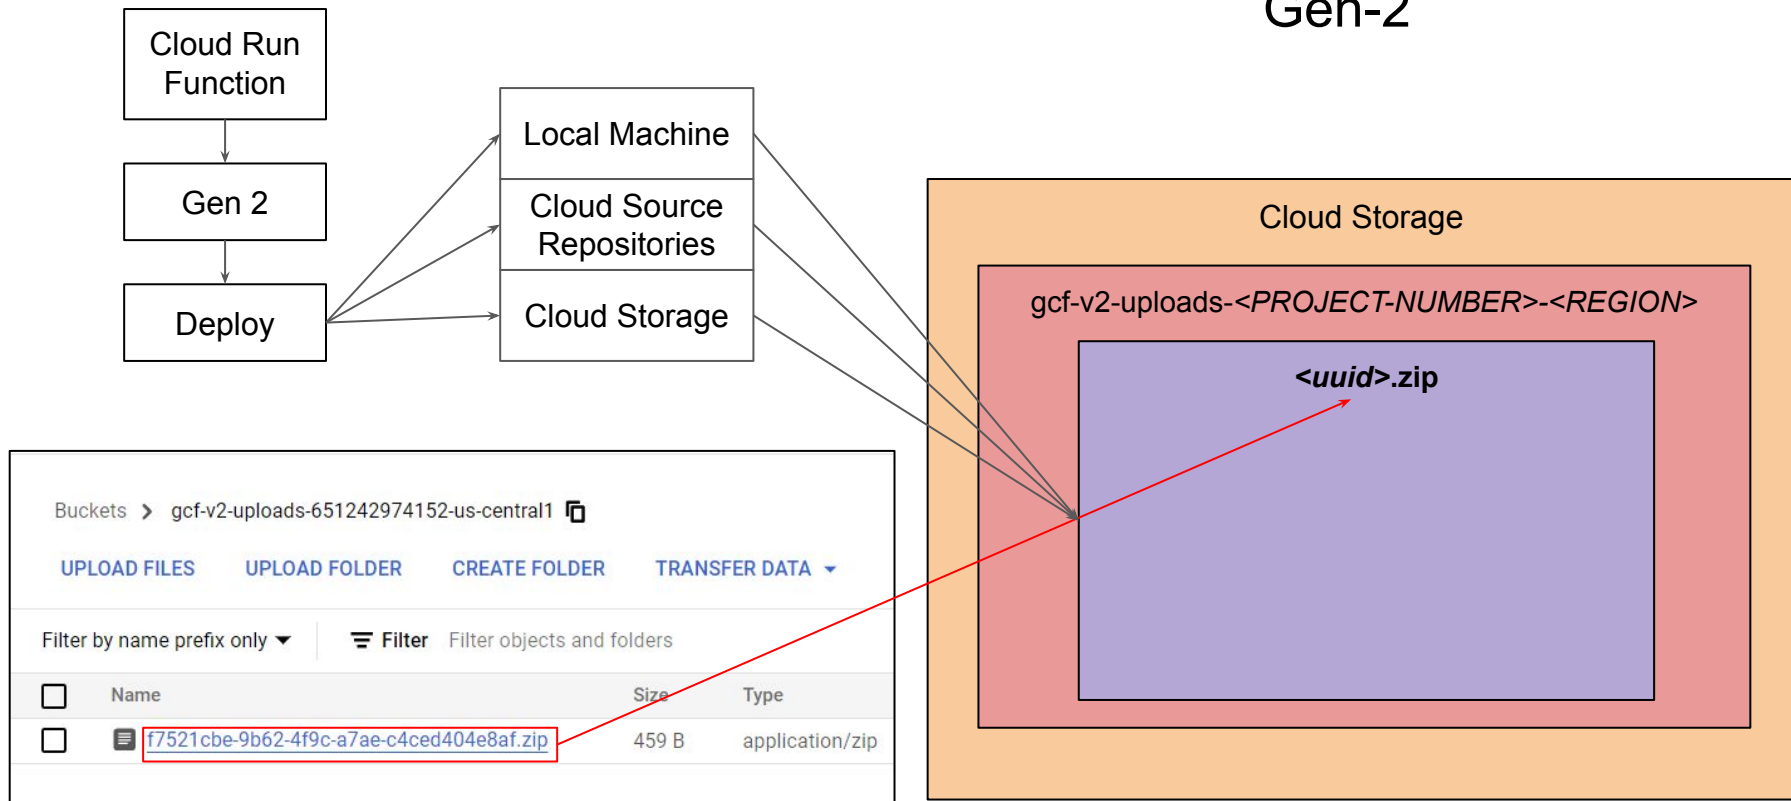 Gen-2
Cloud Run
Function
Gen 2
Deploy
Local Machine
Cloud Source
Repositories
Cloud Storage
Cloud Storage
gcf-v2-uploads-<PROJECT-NUMBER>-<REGION>
<uuid>.zip
Buckets > gcf-v2-uploads-651242974152-us-central1
UPLOAD FILES UPLOAD FOLDER CREATE FOLDER TRANSFER DATA
Filter by name prefix only Filter Filter objects and folders
Name Size Type
f7521cbe-9b62-4f9c-a7ae-c4ced404e8af.zip 459 B application/zip